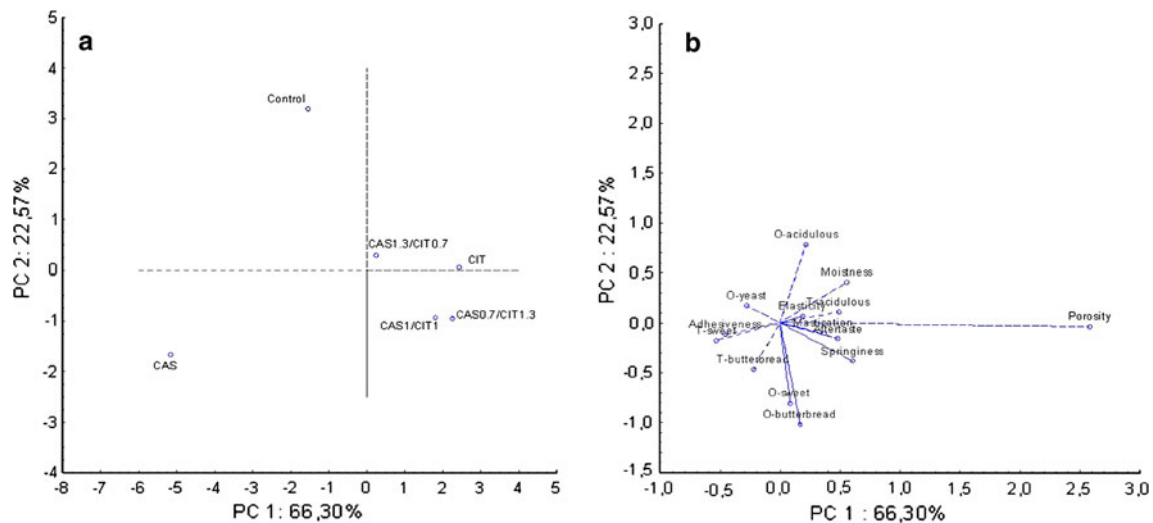 a
5
4
3
2
1
0
-1
-2
-3
-4
PC 2: 22,57%
Control
CAS1.3/CIT0.7
CIT
CAS1/CIT1
CAS0.7/CIT1.3
CAS
-8 -7 -6 -5 -4 -3 -2 -1 0 1 2 3 4 5
PC 1: 66,30%
b
3,0
2,5
2,0
1,5
1,0
0,5
0,0
-0,5
-1,0
-1,5
PC 2: 22,57%
O-acidulous
Moistness
O-yeast
Elasticity
T-acidulous
Porosity
Adhesiveness
Mastication
T-sweet
Aftertaste
Springiness
T-butterbread
O-sweet
O-butterbread
-1,0 -0,5 0,0 0,5 1,0 1,5 2,0 2,5 3,0
PC 1 : 66,30%